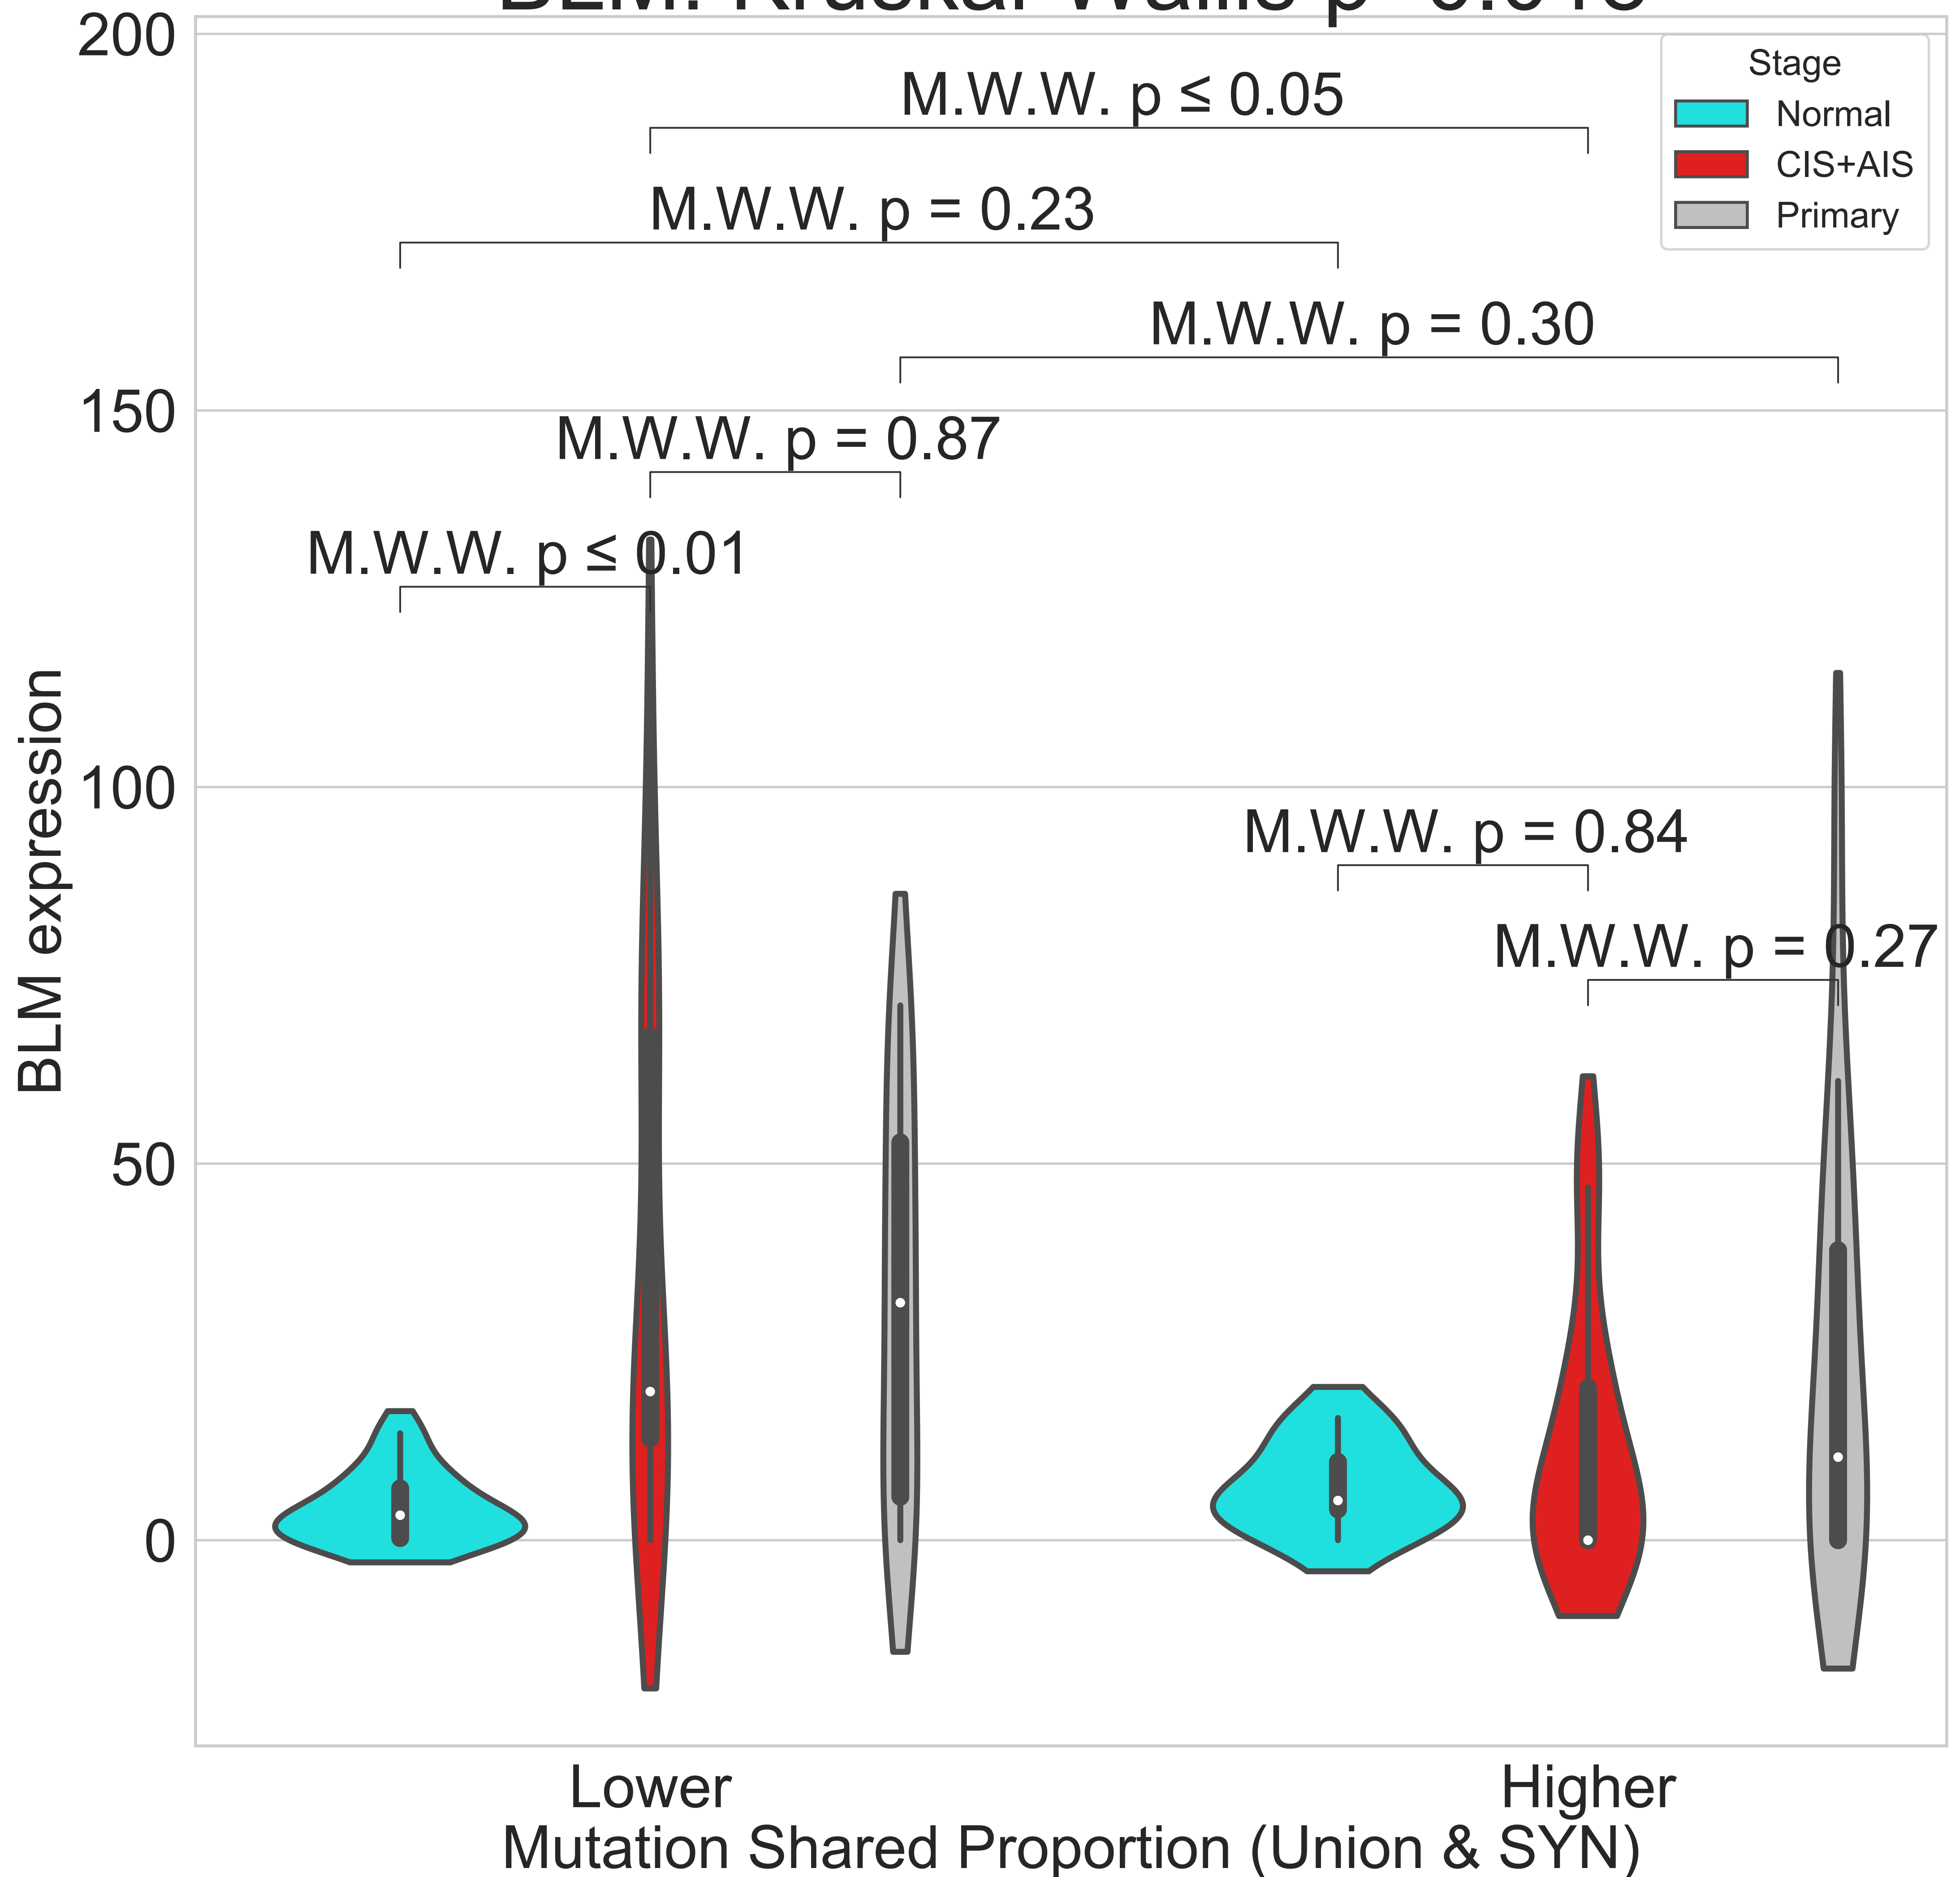 200
Stage
Normal
CIS+AIS
Primary
M.W.W. p ≤ 0.05
M.W.W. p = 0.23
M.W.W. p = 0.30
150
M.W.W. p = 0.87
M.W.W. p ≤ 0.01
BLM expression
100
M.W.W. p = 0.84
M.W.W. p = 0.27
50
0
Lower
Higher
Mutation Shared Proportion (Union & SYN)